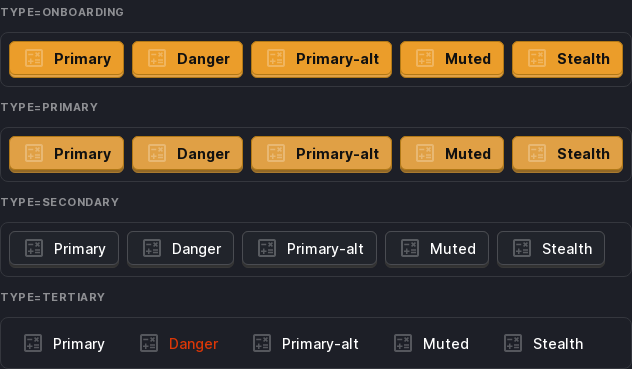 TYPE=ONBOARDING
Primary Danger Primary-alt Muted Stealth
TYPE=PRIMARY
Primary Danger Primary-alt Muted Stealth
TYPE=SECONDARY
Primary Danger Primary-alt Muted Stealth
TYPE=TERTIARY
Primary Danger Primary-alt Muted Stealth